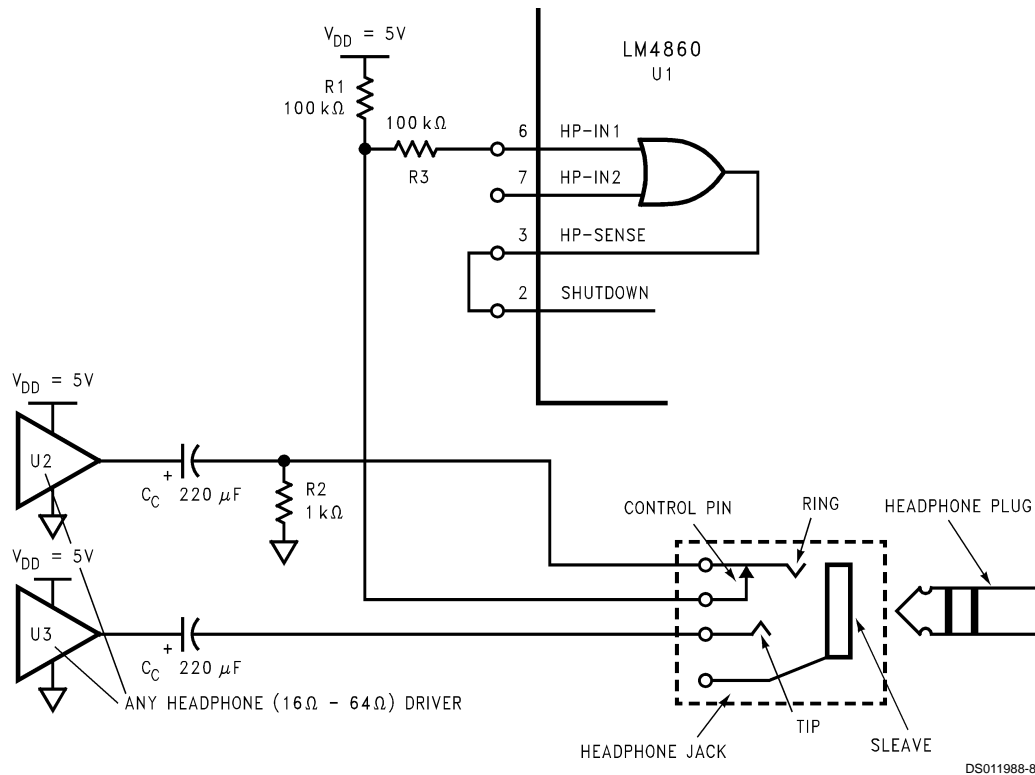 V_DD = 5V
LM4860
U1
R1
100 kΩ
100 kΩ
R3
6
HP-IN1
7
HP-IN2
3
HP-SENSE
2
SHUTDOWN
V_DD = 5V
U2
+
C_C 220 µF
R2
1kΩ
V_DD = 5V
U3
+
C_C 220 µF
CONTROL PIN
RING
HEADPHONE PLUG
ANY HEADPHONE (16Ω - 64Ω) DRIVER
TIP
SLEAVE
HEADPHONE JACK
DS011988-8